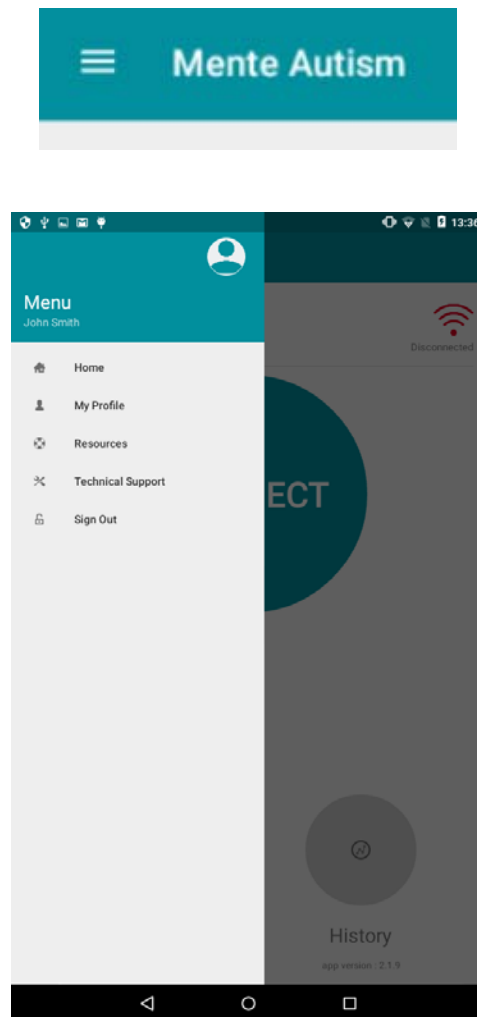 Mente Autism
13:36
Menu
John Smith
Disconnected
Home
My Profile
Resources
Technical Support
Sign Out
ECT
History
app version : 2.1.9